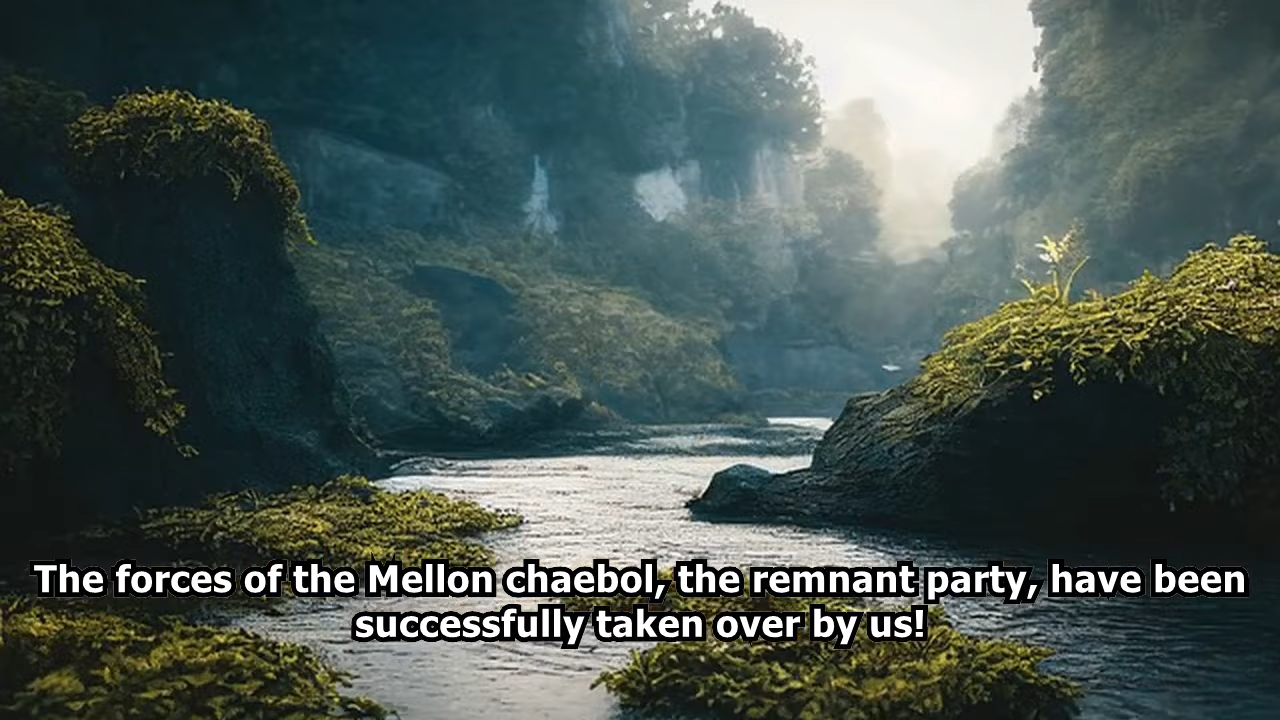 The forces of the Mellon chaebol, the remnant party, have been
successfully taken over by us!